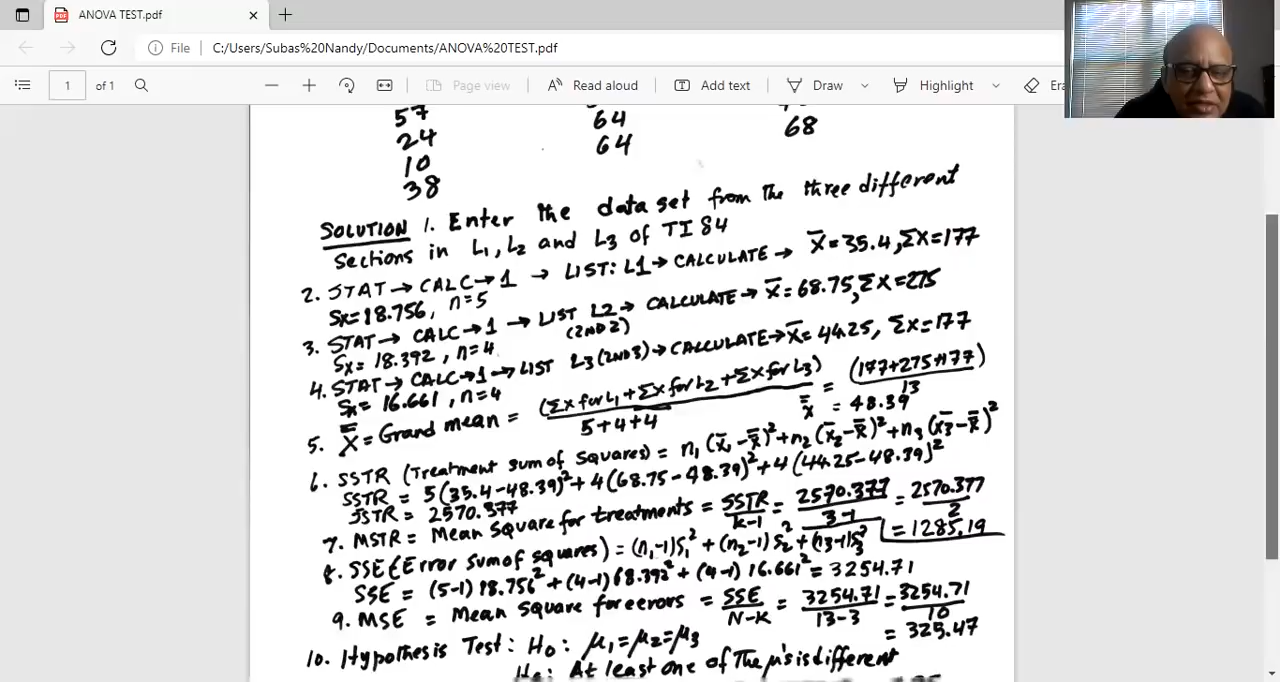 ANOVA TEST.pdf
File C:/Users/Subas%20Nandy/Documents/ANOVA%20TEST.pdf
1 of 1 Page view Read aloud Add text Draw Highlight Era
57 64 68
24 64
10
38
SOLUTION 1. Enter the data set from the three different
sections in L1, L2 and L3 of TI 84
2. STAT → CALC → 1 → LIST: L1 → CALCULATE → x̄ = 35.4, Σx = 177
Sx = 18.756, n = 5
3. STAT → CALC → 1 → LIST L2 → CALCULATE → x̄ = 68.75, Σx = 275
(2ND 2)
Sx = 18.392, n = 4
4. STAT → CALC → 1 → LIST L3 (2ND 3) → CALCULATE → x̄ = 44.25, Σx = 177
Sx = 16.661, n = 4
5. x̿ = Grand mean = (Σx for L1 + Σx for L2 + Σx for L3) / 5+4+4 = (177+275+177) / 13
x̿ = 48.39
6. SSTR (Treatment sum of squares) = n1 (x̄1 - x̿)² + n2 (x̄2 - x̿)² + n3 (x̄3 - x̿)²
SSTR = 5(35.4-48.39)² + 4(68.75-48.39)² + 4(44.25-48.39)²
SSTR = 2570.377
7. MSTR = Mean Square for treatments = SSTR / k-1 = 2570.377 / 3-1 = 2570.377 / 2
= 1285.19
8. SSE (Error sum of squares) = (n1-1)S1² + (n2-1)S2² + (n3-1)S3²
SSE = (5-1) 18.756² + (4-1) 68.392² + (4-1) 16.661² = 3254.71
9. MSE = Mean Square for errors = SSE / N-K = 3254.71 / 13-3 = 3254.71 / 10
= 325.47
10. Hypothesis Test: H0: μ1 = μ2 = μ3
At least one of The μ's is different